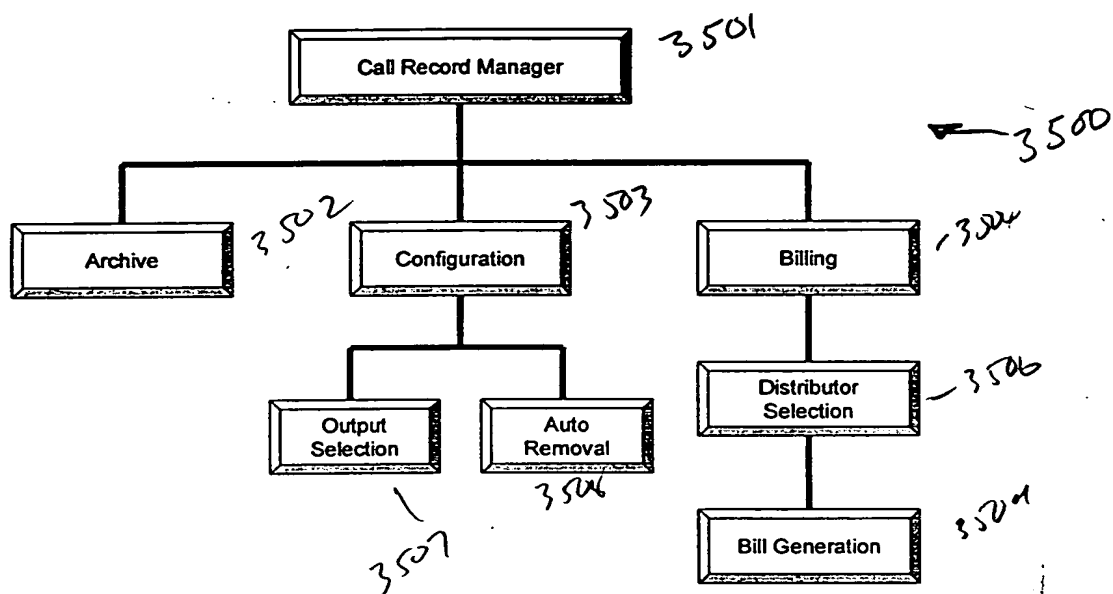 Call Record Manager
3501
3500
Archive
3502
Configuration
3503
Billing
3504
Output
Selection
3507
Auto
Removal
Distributor
Selection
3506
Bill Generation